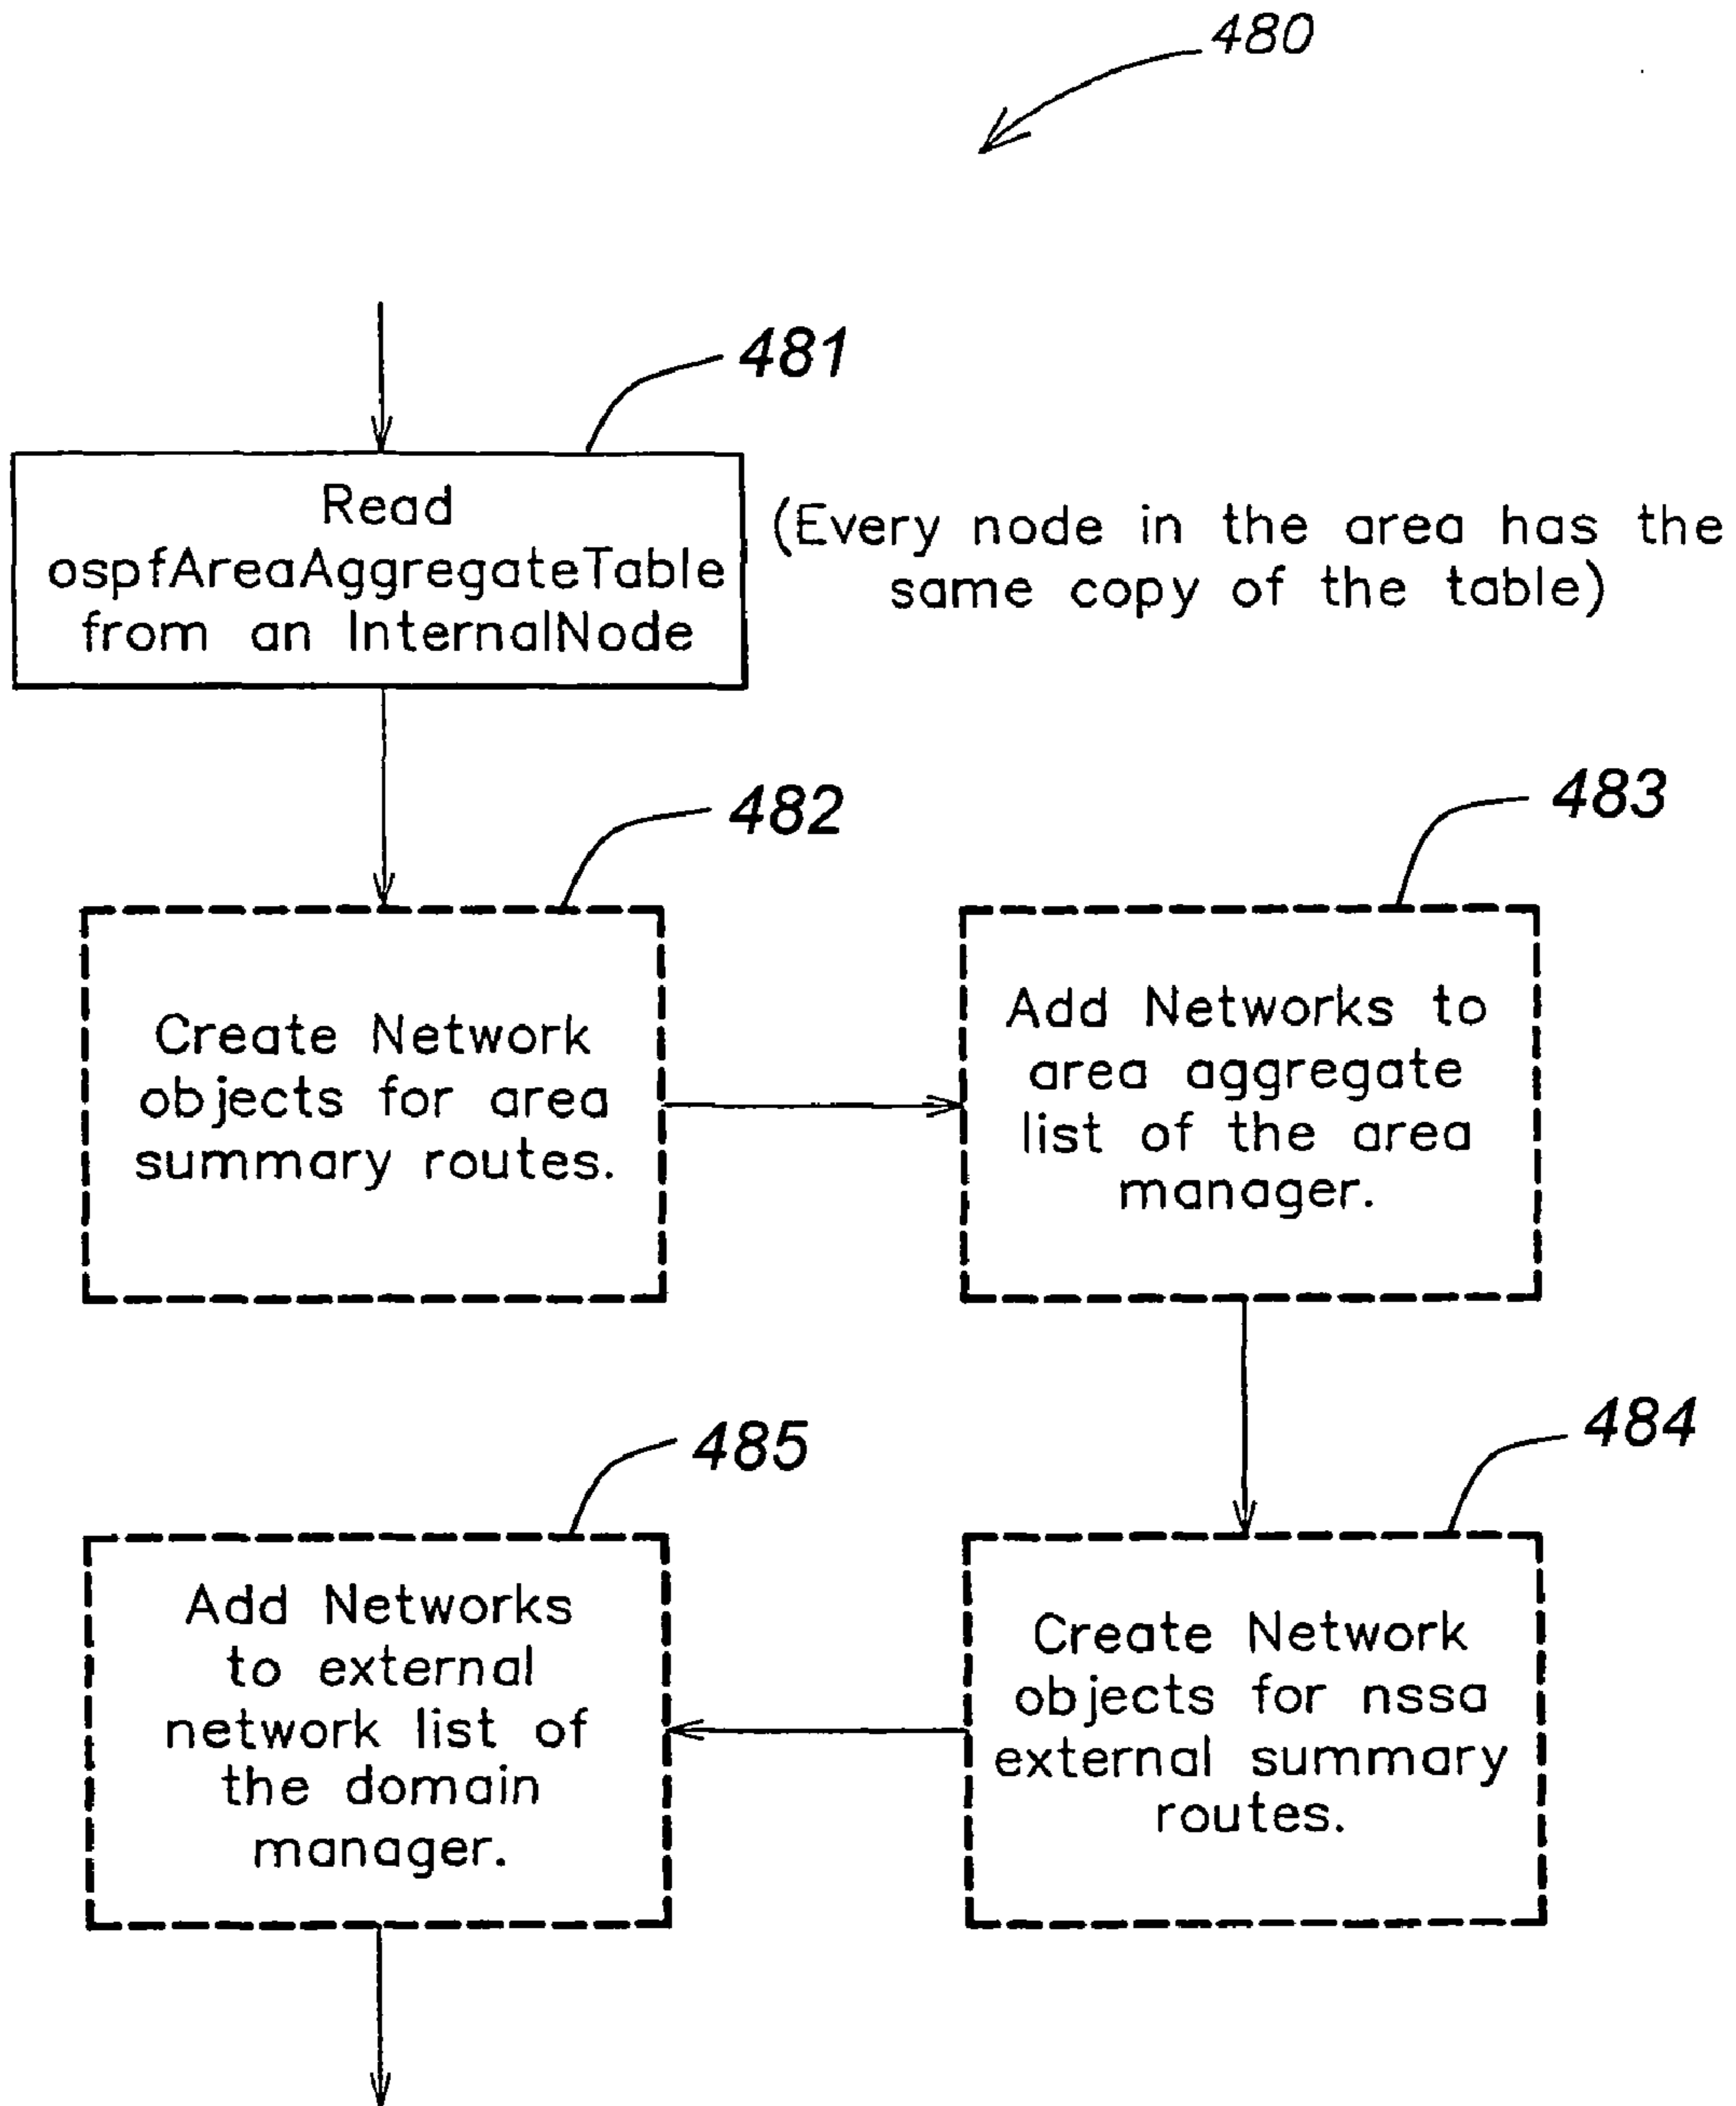 480
481
Read
ospfAreaAggregateTable
from an InternalNode
(Every node in the area has the
same copy of the table)
482
Create Network
objects for area
summary routes.
483
Add Networks to
area aggregate
list of the area
manager.
484
Create Network
objects for nssa
external summary
routes.
485
Add Networks
to external
network list of
the domain
manager.